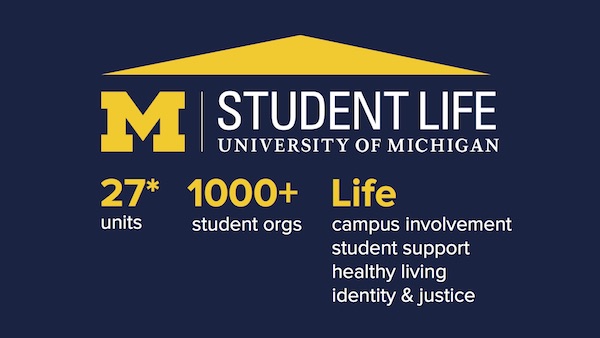 M STUDENT LIFE
UNIVERSITY OF MICHIGAN
27* 1000+ Life
units student orgs campus involvement
student support
healthy living
identity & justice